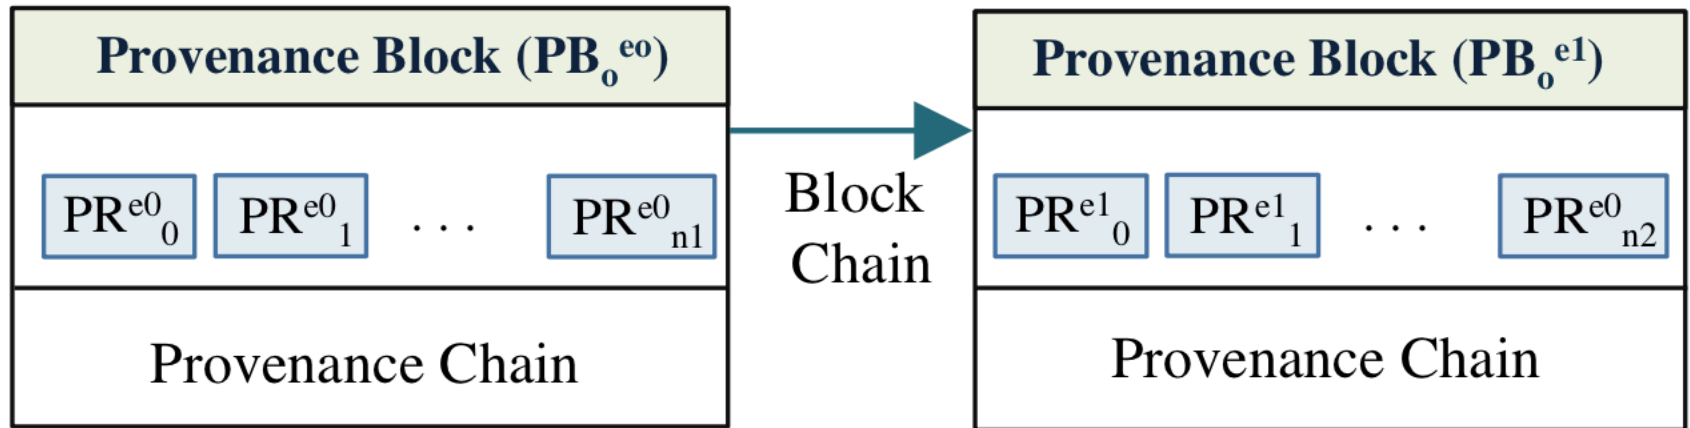 Provenance Block (PBₒᵉᵒ)
PRᵉ⁰₀ PRᵉ⁰₁ . . . PRᵉ⁰ₙ₁
Provenance Chain
Block
Chain
Provenance Block (PBₒᵉ¹)
PRᵉ¹₀ PRᵉ¹₁ . . . PRᵉ⁰ₙ₂
Provenance Chain